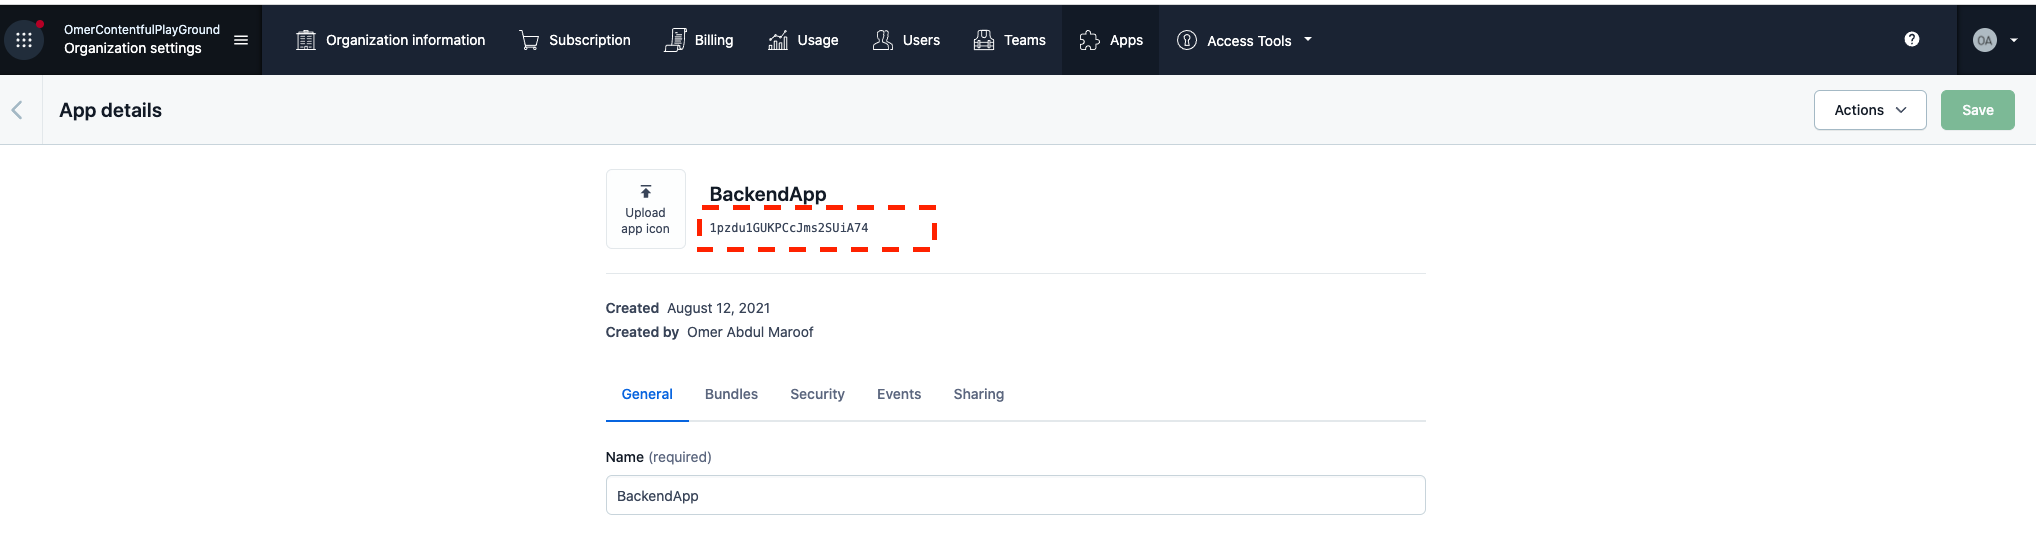 OmerContentfulPlayGround
Organization settings
Organization information
Subscription
Billing
Usage
Users
Teams
Apps
Access Tools
?
OA
App details
Actions
Save
Upload
app icon
BackendApp
1pzdu1GUKPCcJms2SUiA74
Created August 12, 2021
Created by Omer Abdul Maroof
General
Bundles
Security
Events
Sharing
Name (required)
BackendApp